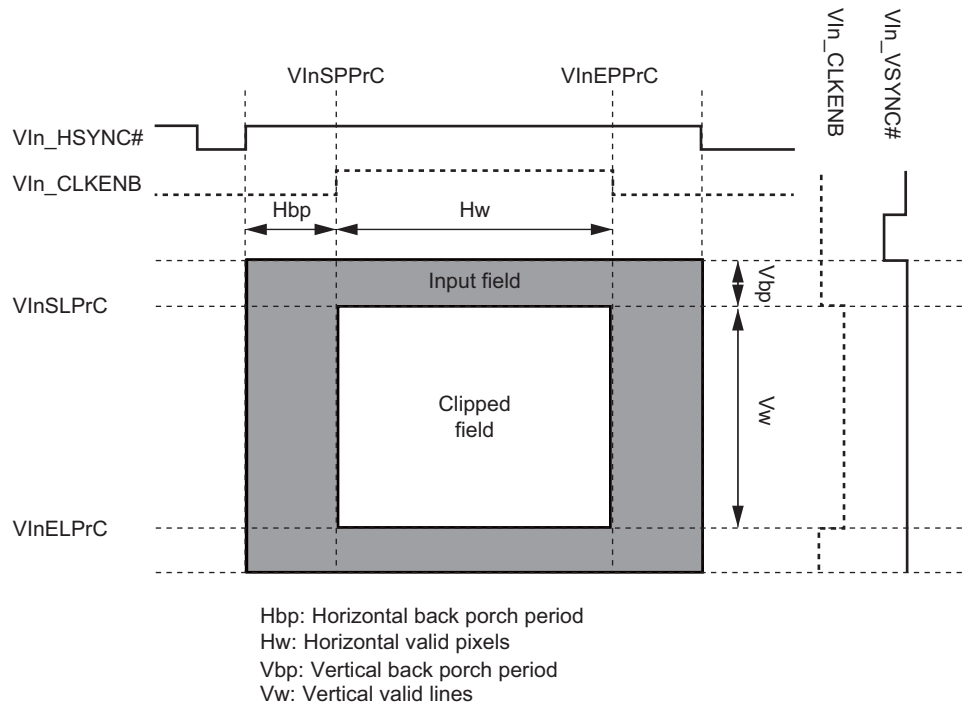 VInSPPrC
VInEPPrC
VIn_CLKENB
VIn_VSYNC#
VIn_HSYNC#
VIn_CLKENB
Hbp
Hw
Input field
Vbp
VInSLPrC
Clipped
field
Vw
VInELPrC
Hbp: Horizontal back porch period
Hw: Horizontal valid pixels
Vbp: Vertical back porch period
Vw: Vertical valid lines